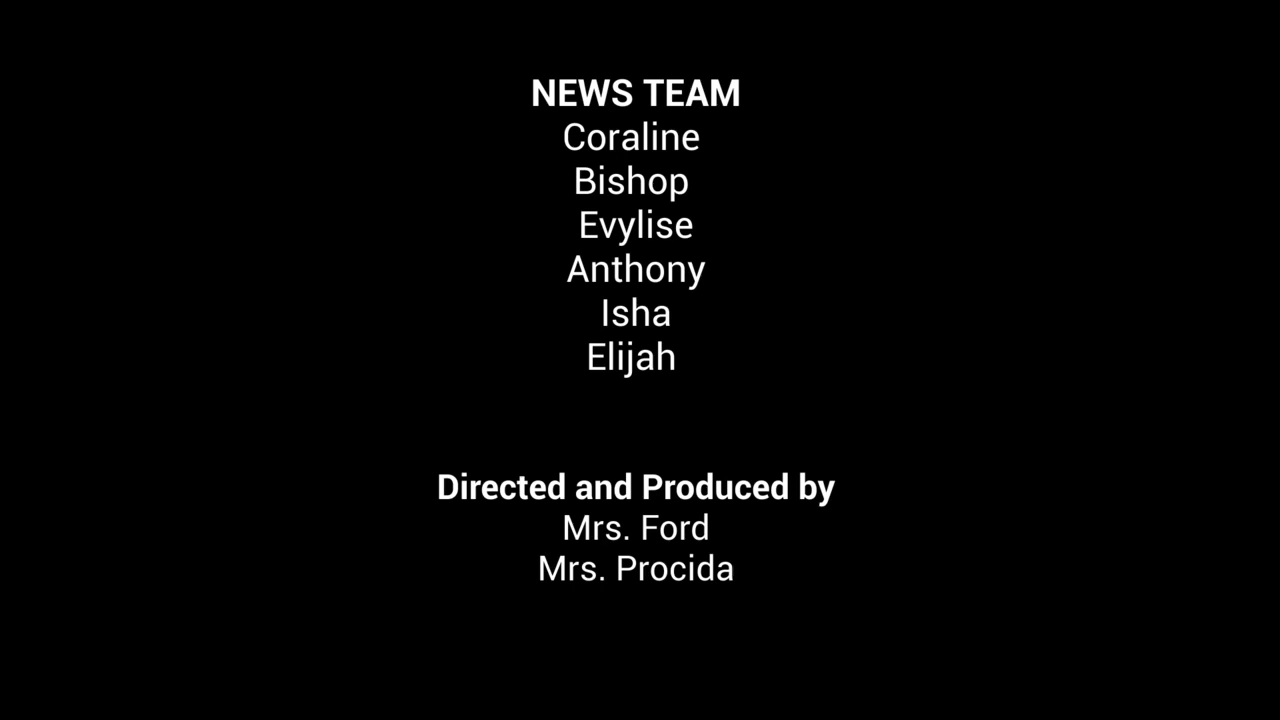 NEWS TEAM
Coraline
Bishop
Evylise
Anthony
Isha
Elijah
Directed and Produced by
Mrs. Ford
Mrs. Procida